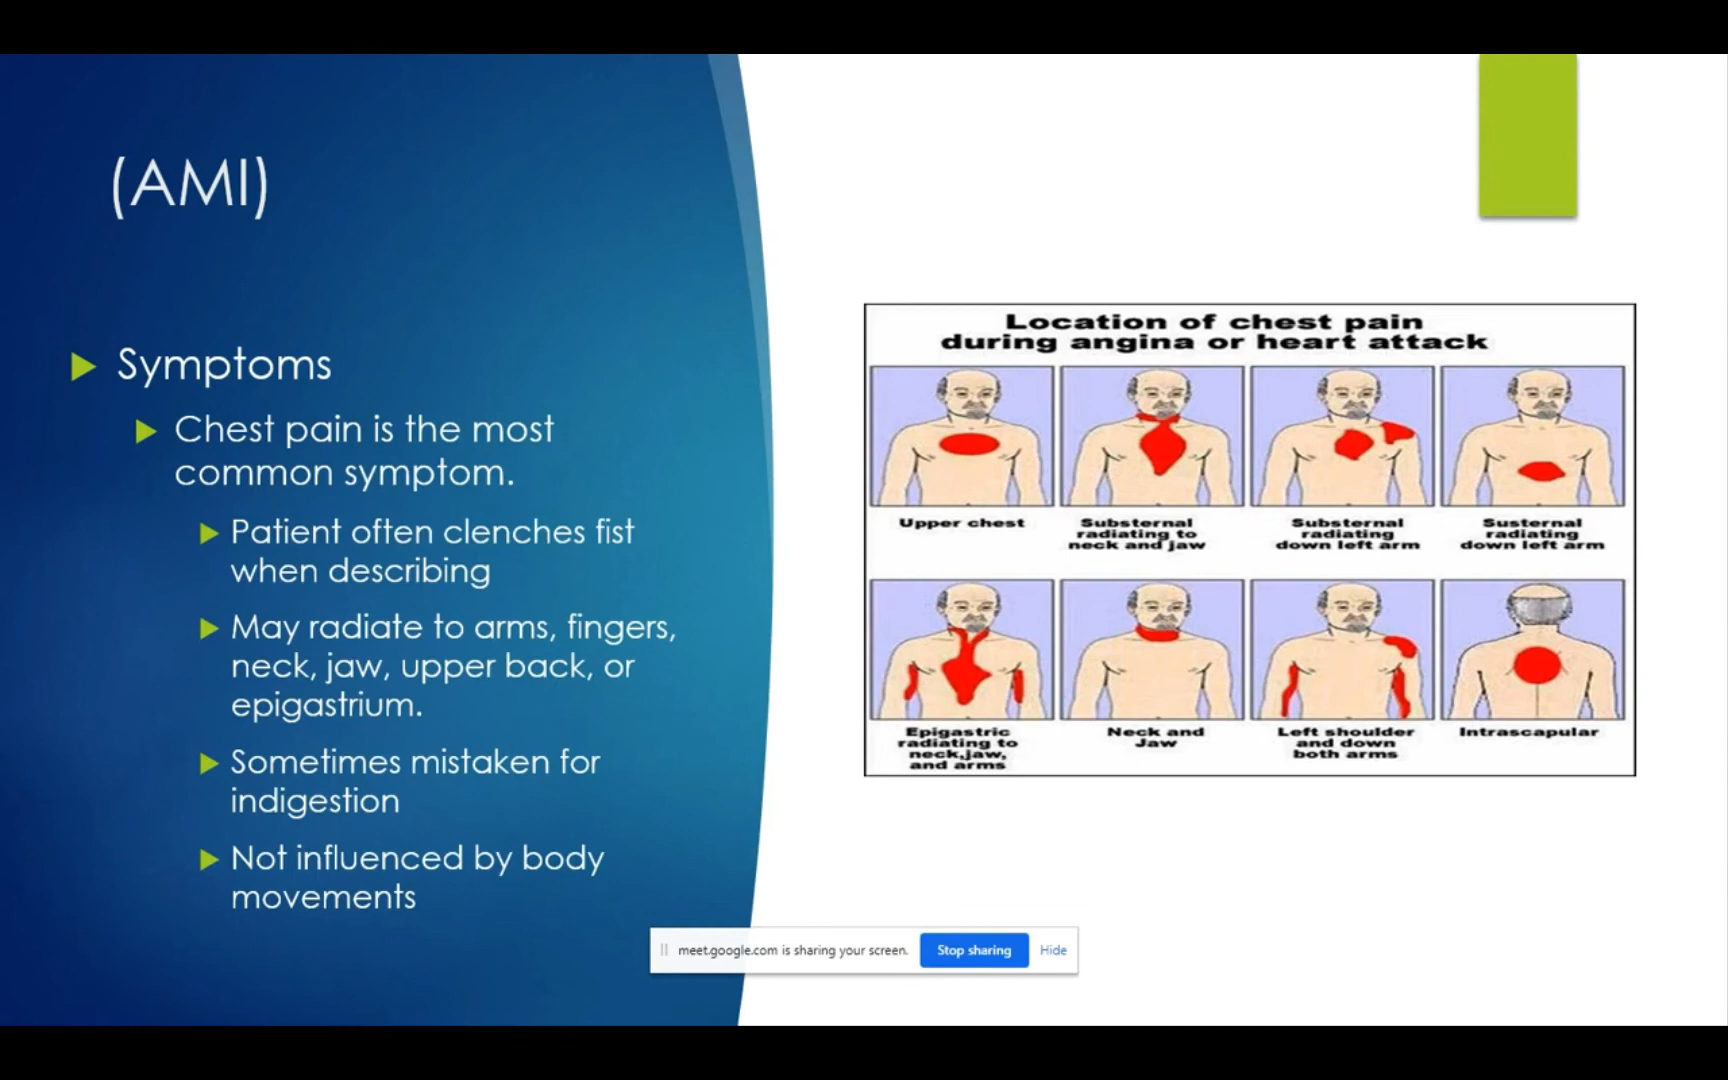 (AMI)
Symptoms
Chest pain is the most
common symptom.
Patient often clenches fist
when describing
May radiate to arms, fingers,
neck, jaw, upper back, or
epigastrium.
Sometimes mistaken for
indigestion
Not influenced by body
movements
Location of chest pain
during angina or heart attack
Upper chest
Substernal
radiating to
neck and jaw
Substernal
radiating
down left arm
Susternal
radiating
down left arm
Epigastric
radiating to
neck,jaw,
and arms
Neck and
Jaw
Left shoulder
and down
both arms
Intrascapular
meet.google.com is sharing your screen. Stop sharing Hide